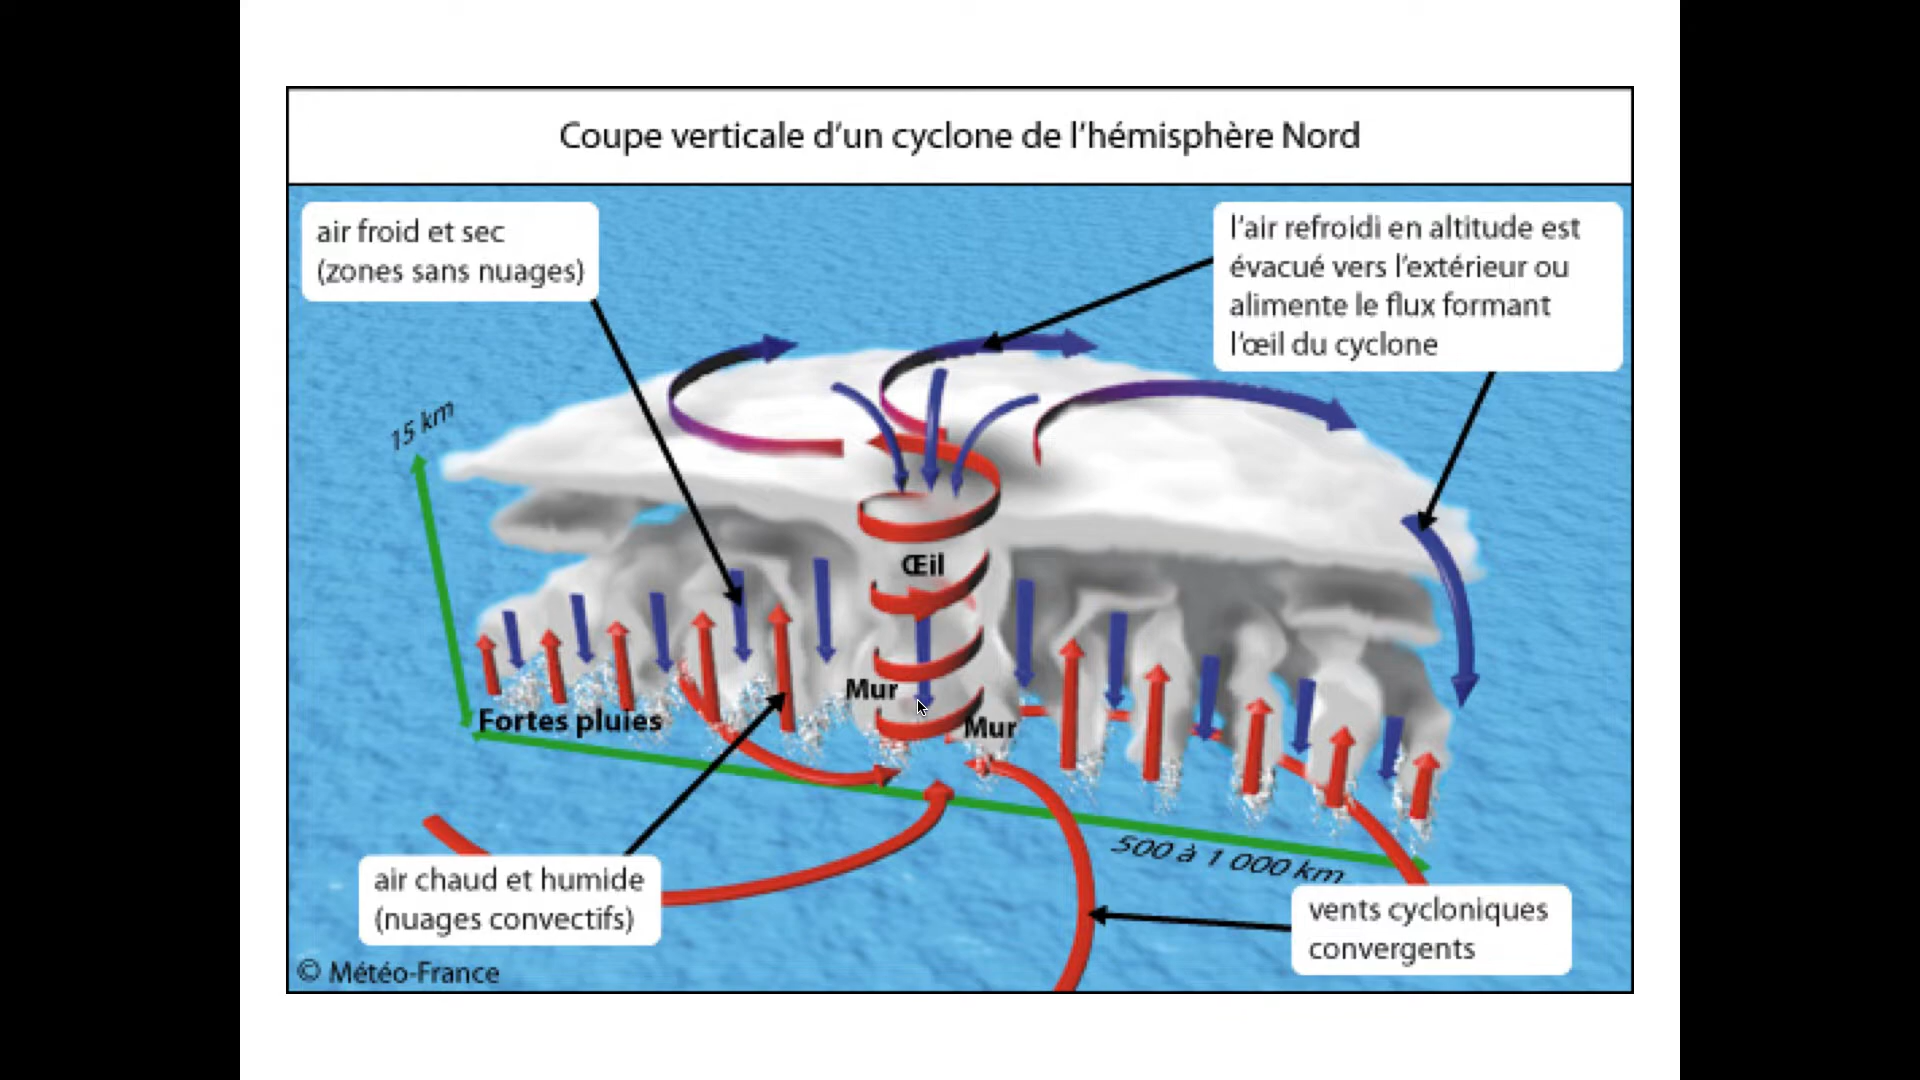 Coupe verticale d'un cyclone de l'hémisphère Nord
air froid et sec
(zones sans nuages)
l'air refroidi en altitude est
évacué vers l'extérieur ou
alimente le flux formant
l'œil du cyclone
15 km
Œil
Mur
Mur
Fortes pluies
500 à 1 000 km
air chaud et humide
(nuages convectifs)
vents cycloniques
convergents
© Météo-France